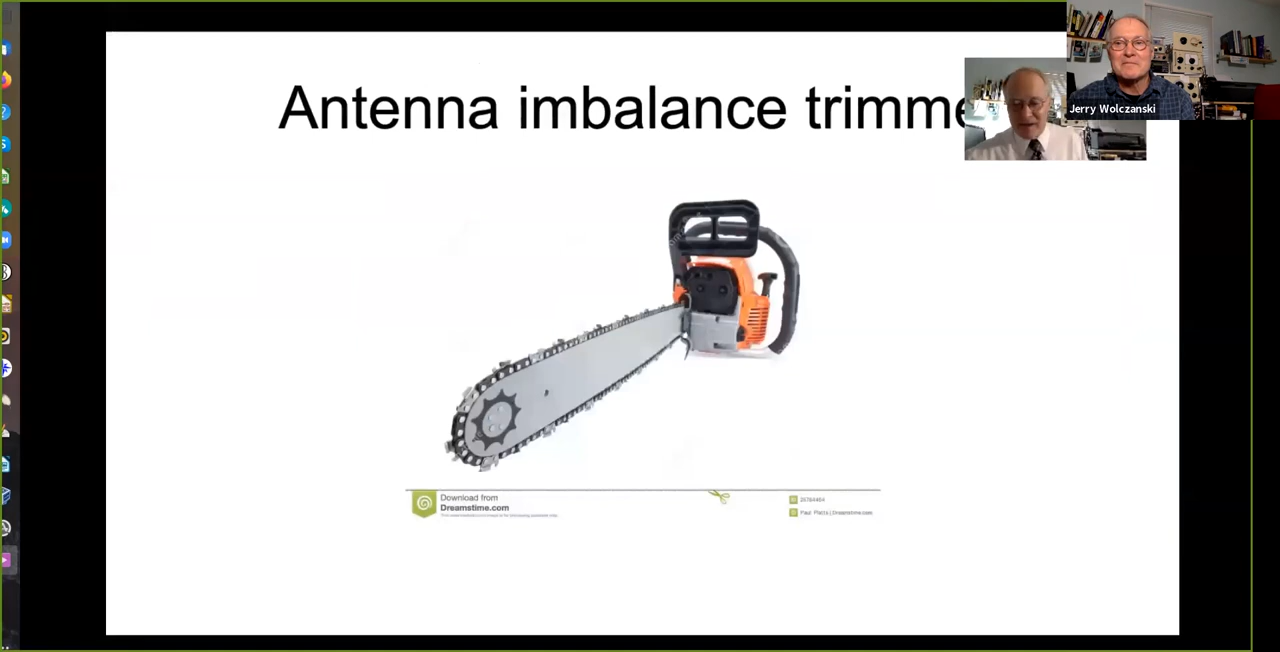 Antenna imbalance trimme
Jerry Wolczanski
Download from
Dreamstime.com